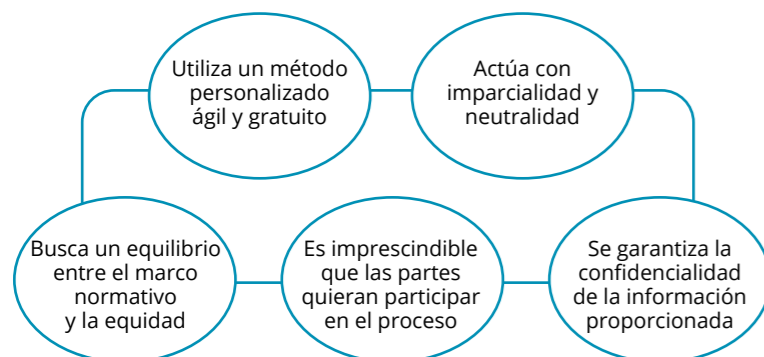 Utiliza un método
personalizado
ágil y gratuito
Actúa con
imparcialidad y
neutralidad
Busca un equilibrio
entre el marco
normativo
y la equidad
Es imprescindible
que las partes
quieran participar
en el proceso
Se garantiza la
confidencialidad
de la información
proporcionada